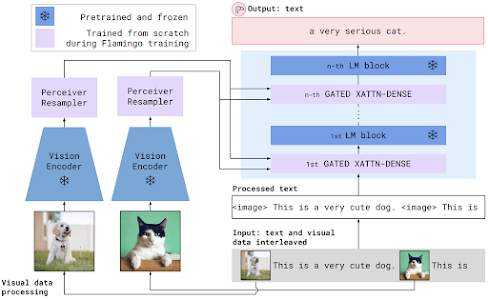 Pretrained and frozen
Trained from scratch
during Flamingo training
Perceiver
Resampler
Perceiver
Resampler
Vision
Encoder
Vision
Encoder
Visual data
processing
Output: text
a very serious cat.
n-th LM block
n-th GATED XATTN-DENSE
1st LM block
1st GATED XATTN-DENSE
Processed text
<image> This is a very cute dog. <image> This is
Input: text and visual
data interleaved
This is a very cute dog.
This is